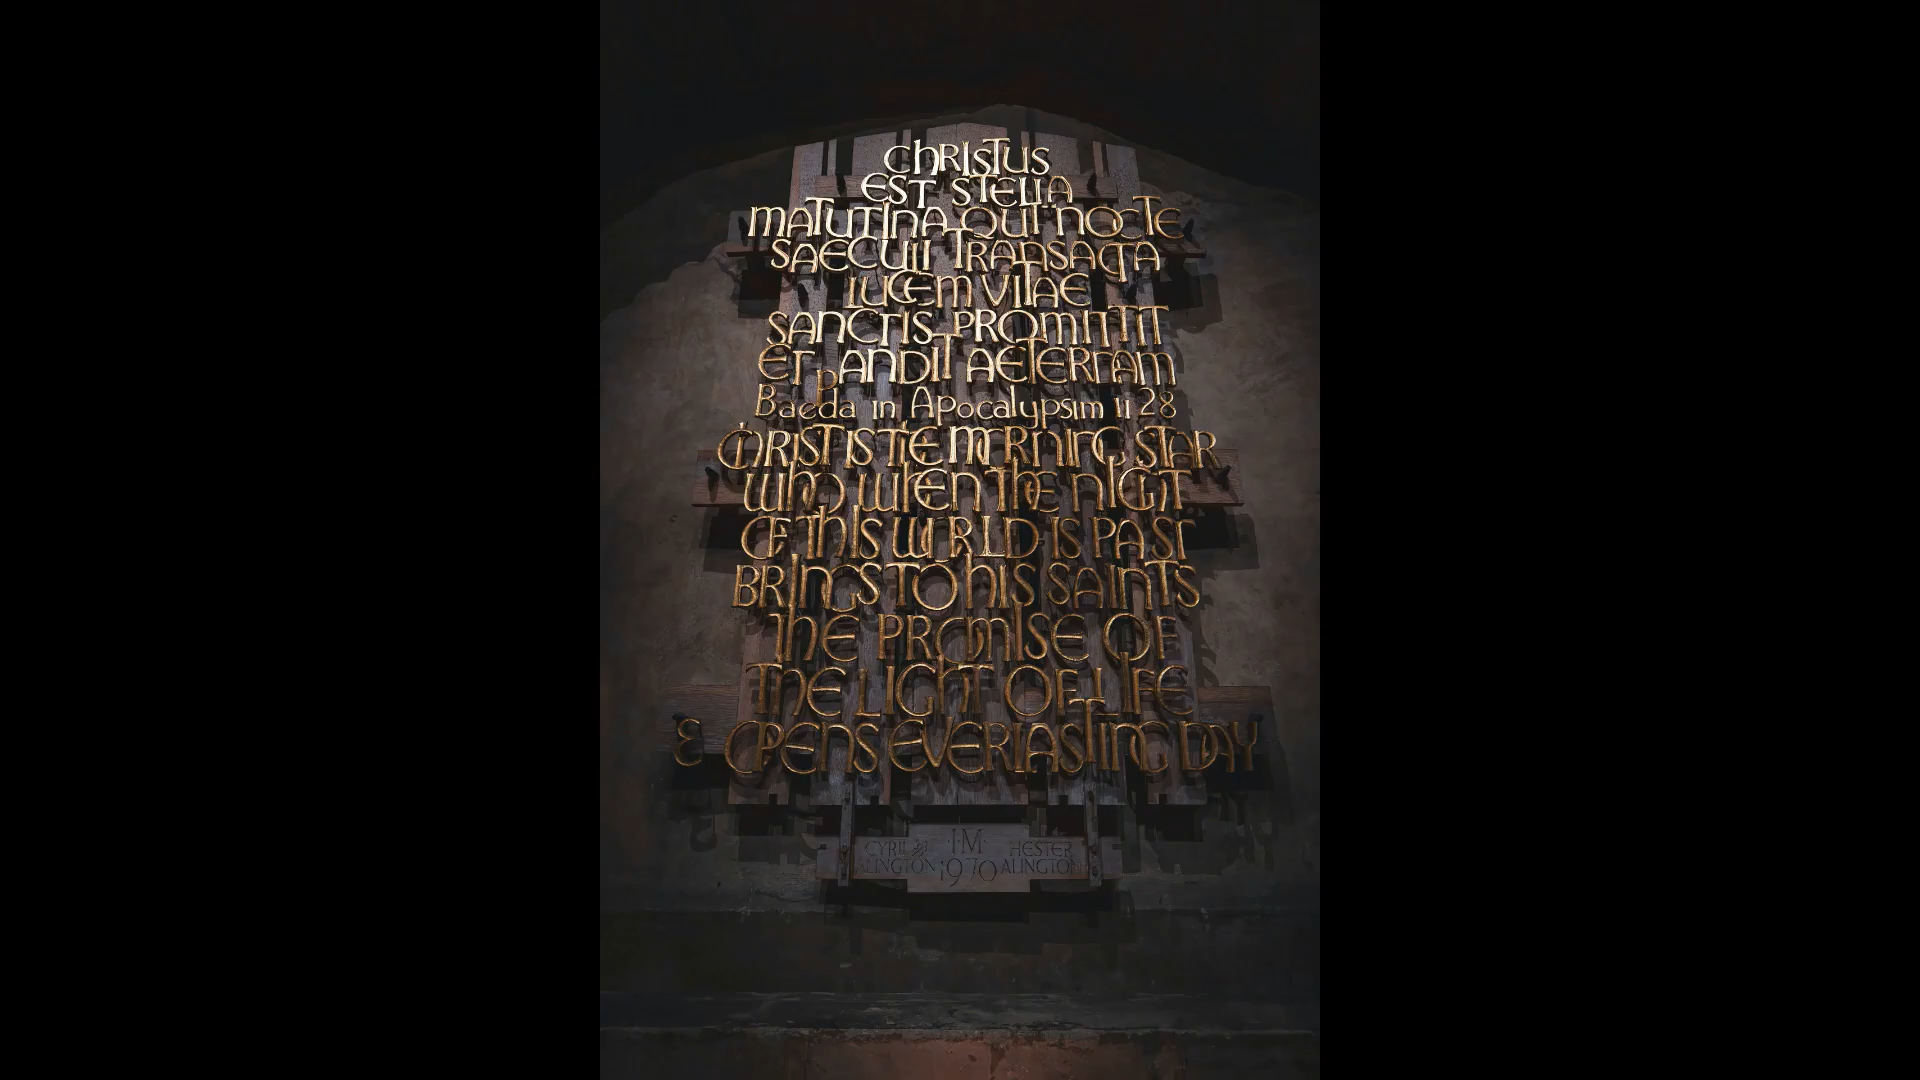 CHRISTUS
EST STELLA
MATUTINA QUI NOCTE
SAECULI TRANSACTA
LUCEM VITAE
SANCTIS PROMITTIT
ET PANDIT AETERNAM
Baeda in Apocalypsim ii 28
CHRIST IS THE MORNING STAR
WHO WHEN THE NIGHT
OF THIS WORLD IS PAST
BRINGS TO HIS SAINTS
THE PROMISE OF
THE LIGHT OF LIFE
& OPENS EVERLASTING DAY
I·M
CYRIL HESTER
ALINGTON 1970 ALINGTON